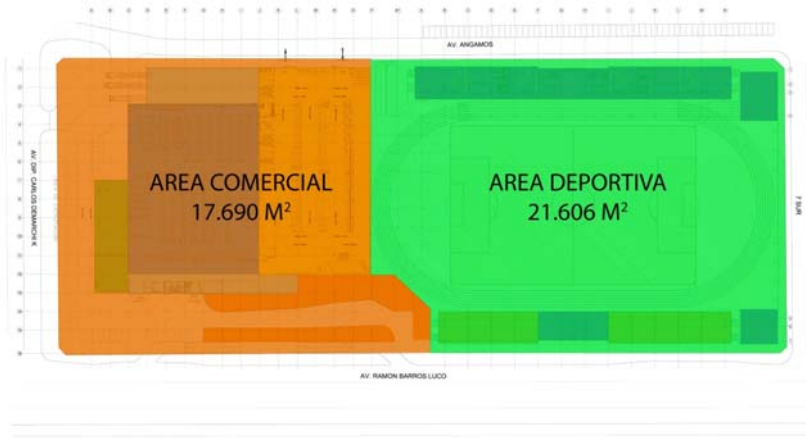 AV. ANGAMOS
AREA COMERCIAL
17.690 M²
AREA DEPORTIVA
21.606 M²
AV. DIP. CARLOS DEMARCHI K.
7 SUR
AV. RAMON BARROS LUCO